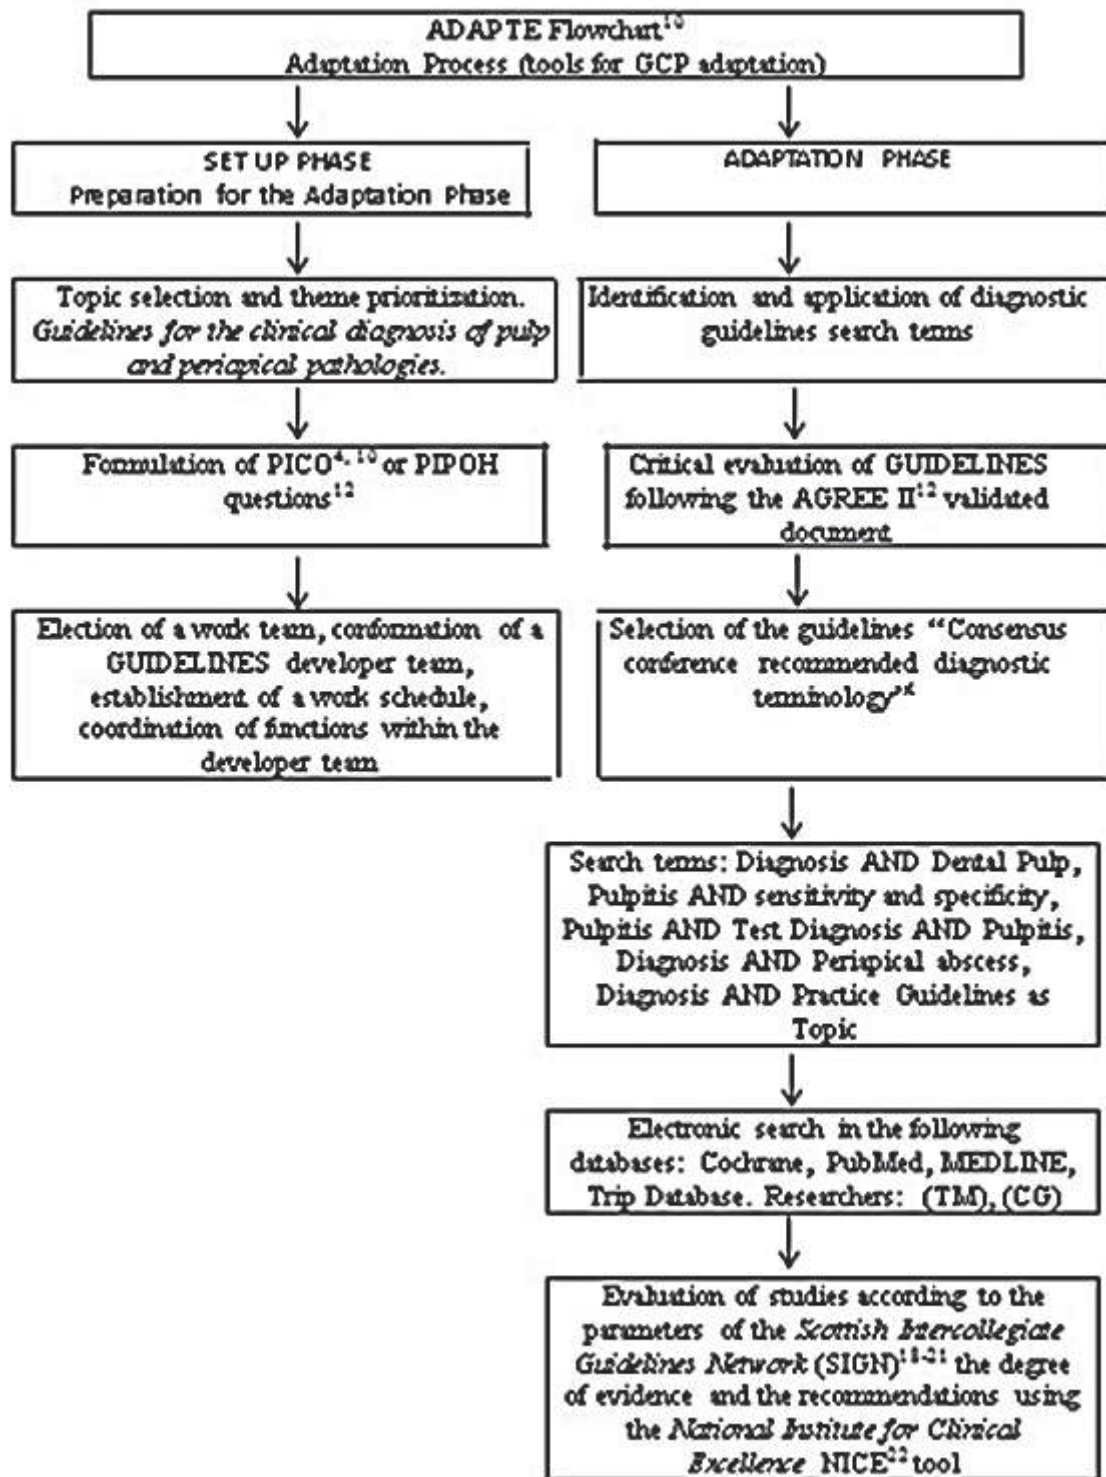 ADAPTE Flowchart10
Adaptation Process (tools for GCP adaptation)
SET UP PHASE
Preparation for the Adaptation Phase
Topic selection and theme prioritization.
Guidelines for the clinical diagnosis of pulp
and periapical pathologies.
Formulation of PICO4, 10 or PIPOH
questions12
Election of a work team, conformation of a
GUIDELINES developer team,
establishment of a work schedule,
coordination of functions within the
developer team
ADAPTATION PHASE
Identification and application of diagnostic
guidelines search terms
Critical evaluation of GUIDELINES
following the AGREE II12 validated
document
Selection of the guidelines “Consensus
conference recommended diagnostic
terminology”
Search terms: Diagnosis AND Dental Pulp,
Pulpitis AND sensitivity and specificity,
Pulpitis AND Test Diagnosis AND Pulpitis,
Diagnosis AND Periapical abscess,
Diagnosis AND Practice Guidelines as
Topic
Electronic search in the following
databases: Cochrane, PubMed, MEDLINE,
Trip Database. Researchers: (TM), (CG)
Evaluation of studies according to the
parameters of the Scottish Intercollegiate
Guidelines Network (SIGN)18-21 the degree
of evidence and the recommendations using
the National Institute for Clinical
Excellence NICE22 tool